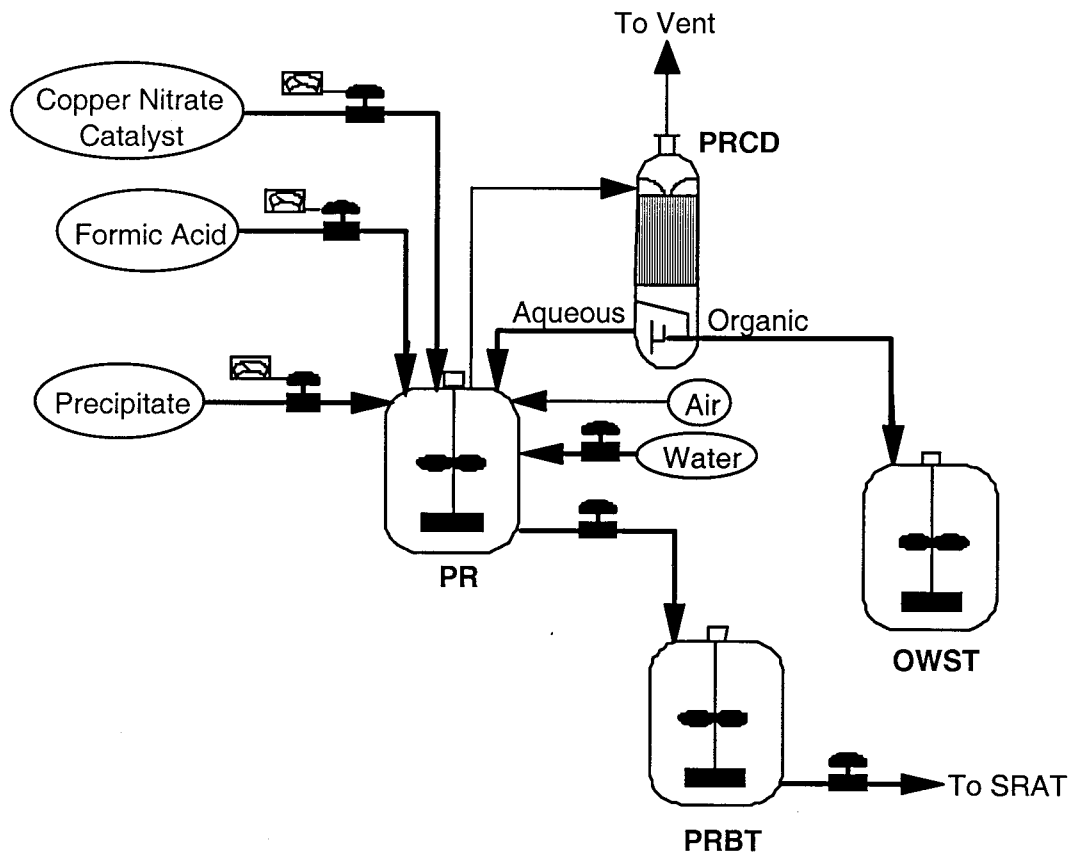 To Vent
Copper Nitrate
Catalyst
PRCD
Formic Acid
Aqueous
Organic
Precipitate
Air
Water
PR
OWST
To SRAT
PRBT